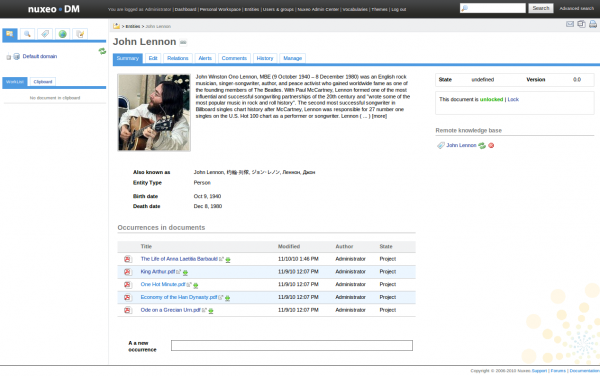 nuxeo • DM
You are logged as Administrator | Dashboard | Personal Workspace | Entities | Users & groups | Nuxeo Admin Center | Vocabularies | Themes | Log out
Search
Advanced search
> Entities > John Lennon
Default domain
Worklist
Clipboard
No document in clipboard
John Lennon
Summary
Edit
Relations
Alerts
Comments
History
Manage
John Winston Ono Lennon, MBE (9 October 1940 – 8 December 1980) was an English rock
musician, singer-songwriter, author, and peace activist who gained worldwide fame as one of
the founding members of The Beatles. With Paul McCartney, Lennon formed one of the most
influential and successful songwriting partnerships of the 20th century and "wrote some of the
most popular music in rock and roll history". The second most successful songwriter in
Billboard singles chart history after McCartney, Lennon was responsible for 27 number one
singles on the U.S. Hot 100 chart as a performer or songwriter. Lennon ( ... ) [more]
Also known as John Lennon, 约翰·列侬, ジョン・レノン, Леннон, Джон
Entity Type Person
Birth date Oct 9, 1940
Death date Dec 8, 1980
State undefined Version 0.0
This document is unlocked | Lock
Remote knowledge base
John Lennon
Occurrences in documents
Title Modified Author State
The Life of Anna Laetitia Barbauld 11/10/10 1:46 PM Administrator Project
King Arthur.pdf 11/9/10 12:07 PM Administrator Project
One Hot Minute.pdf 11/9/10 12:07 PM Administrator Project
Economy of the Han Dynasty.pdf 11/9/10 12:07 PM Administrator Project
Ode on a Grecian Urn.pdf 11/9/10 12:07 PM Administrator Project
A a new
occurrence
Copyright © 2006-2010 Nuxeo Support | Forums | Documentation